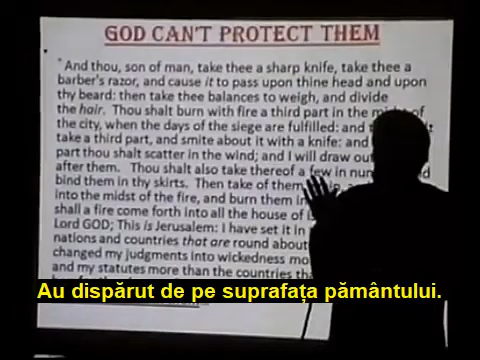 GOD CAN'T PROTECT THEM
"And thou, son of man, take thee a sharp knife, take thee a
barber's razor, and cause it to pass upon thine head and upon
thy beard: then take thee balances to weigh, and divide
the hair. Thou shalt burn with fire a third part in the of
the city, when the days of the siege are fulfilled: and
take a third part, and smite about it with a knife: and
part thou shalt scatter in the wind; and I will draw out
after them. Thou shalt also take thereof a few in
bind them in thy skirts. Then take of them
into the midst of the fire, and burn them in
shall a fire come forth into all the house of
Lord GOD; This is Jerusalem: I have set it in
nations and countries that are round about
changed my judgments into wickedness
and my statutes more than the countries
Au dispărut de pe suprafața pământului.